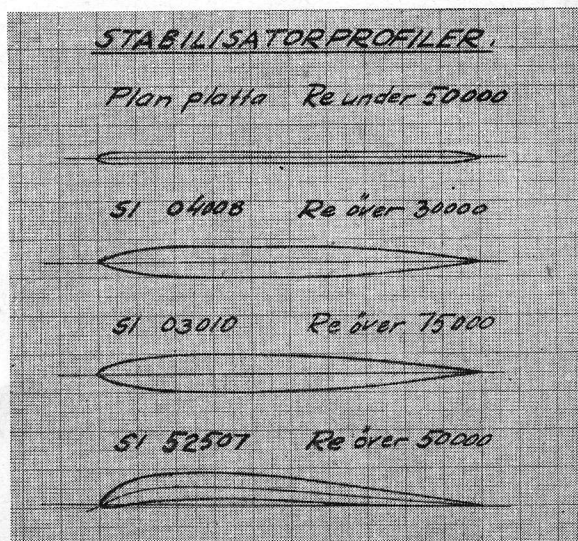 STABILISATORPROFILER.
Plan platta Re under 50000
SI 04008 Re över 30000
SI 03010 Re över 75000
SI 52507 Re över 50000